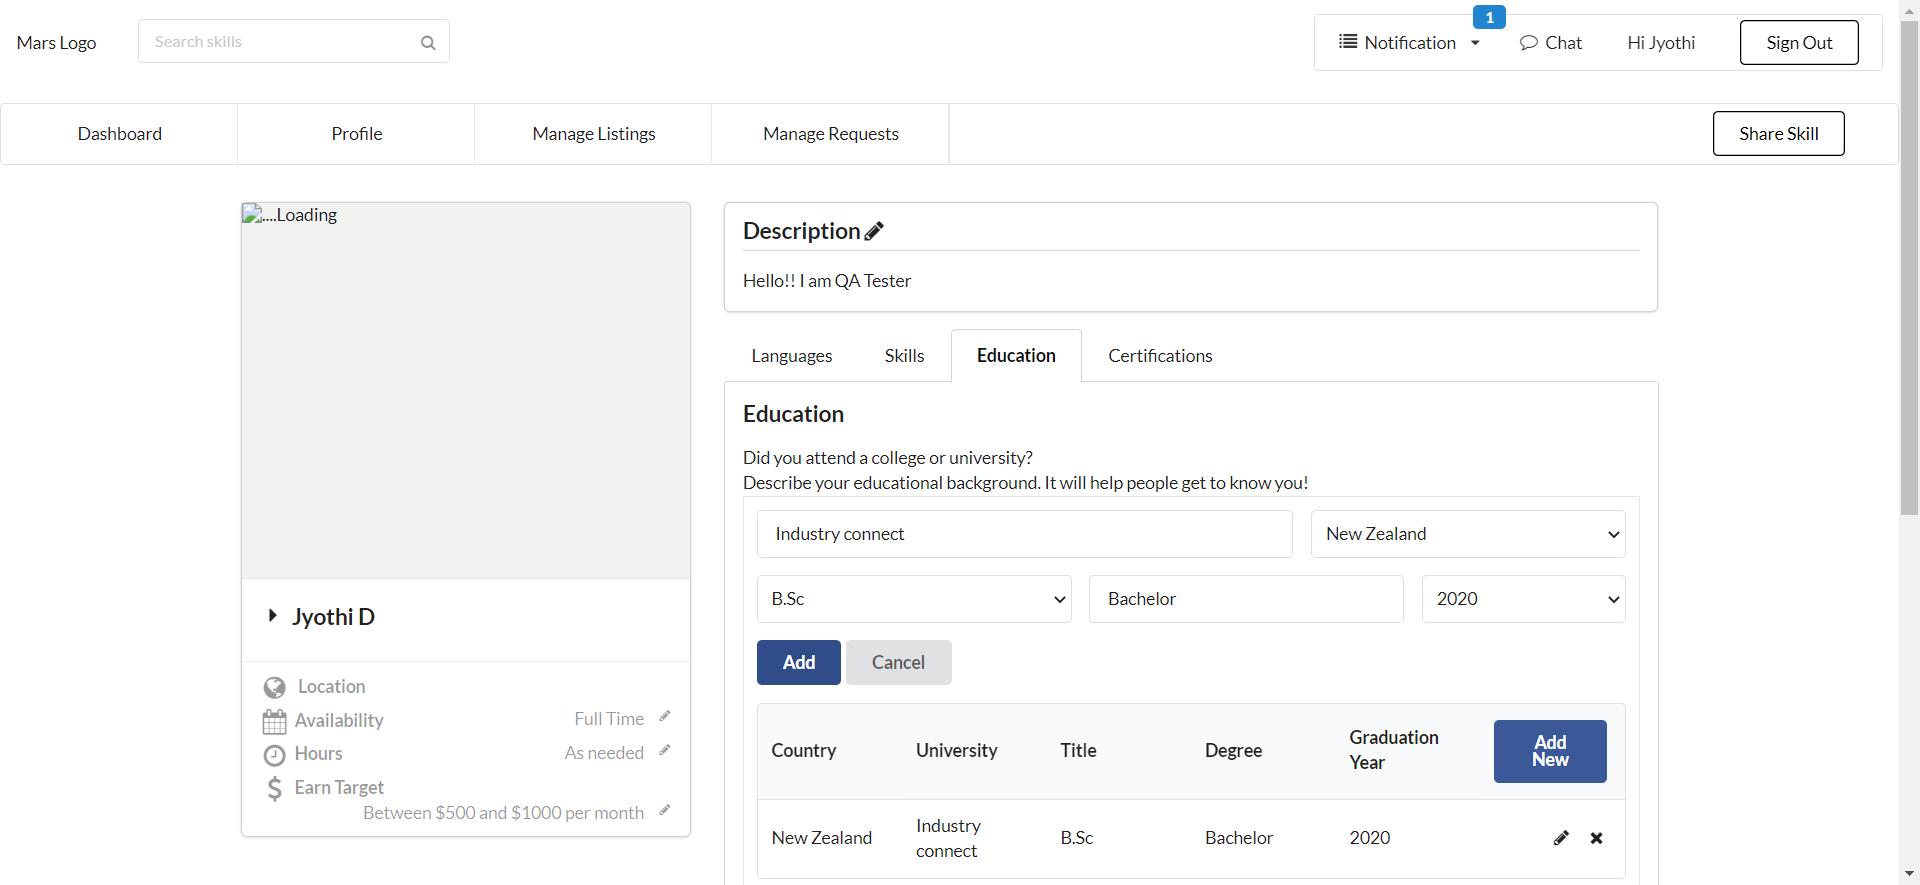 Mars Logo
Search skills
Notification
1
Chat
Hi Jyothi
Sign Out
Dashboard
Profile
Manage Listings
Manage Requests
Share Skill
....Loading
Jyothi D
Location
Availability
Full Time
Hours
As needed
Earn Target
Between $500 and $1000 per month
Description
Hello!! I am QA Tester
Languages
Skills
Education
Certifications
Education
Did you attend a college or university?
Describe your educational background. It will help people get to know you!
Industry connect
New Zealand
B.Sc
Bachelor
2020
Add
Cancel
Country
University
Title
Degree
Graduation
Year
Add
New
New Zealand
Industry
connect
B.Sc
Bachelor
2020